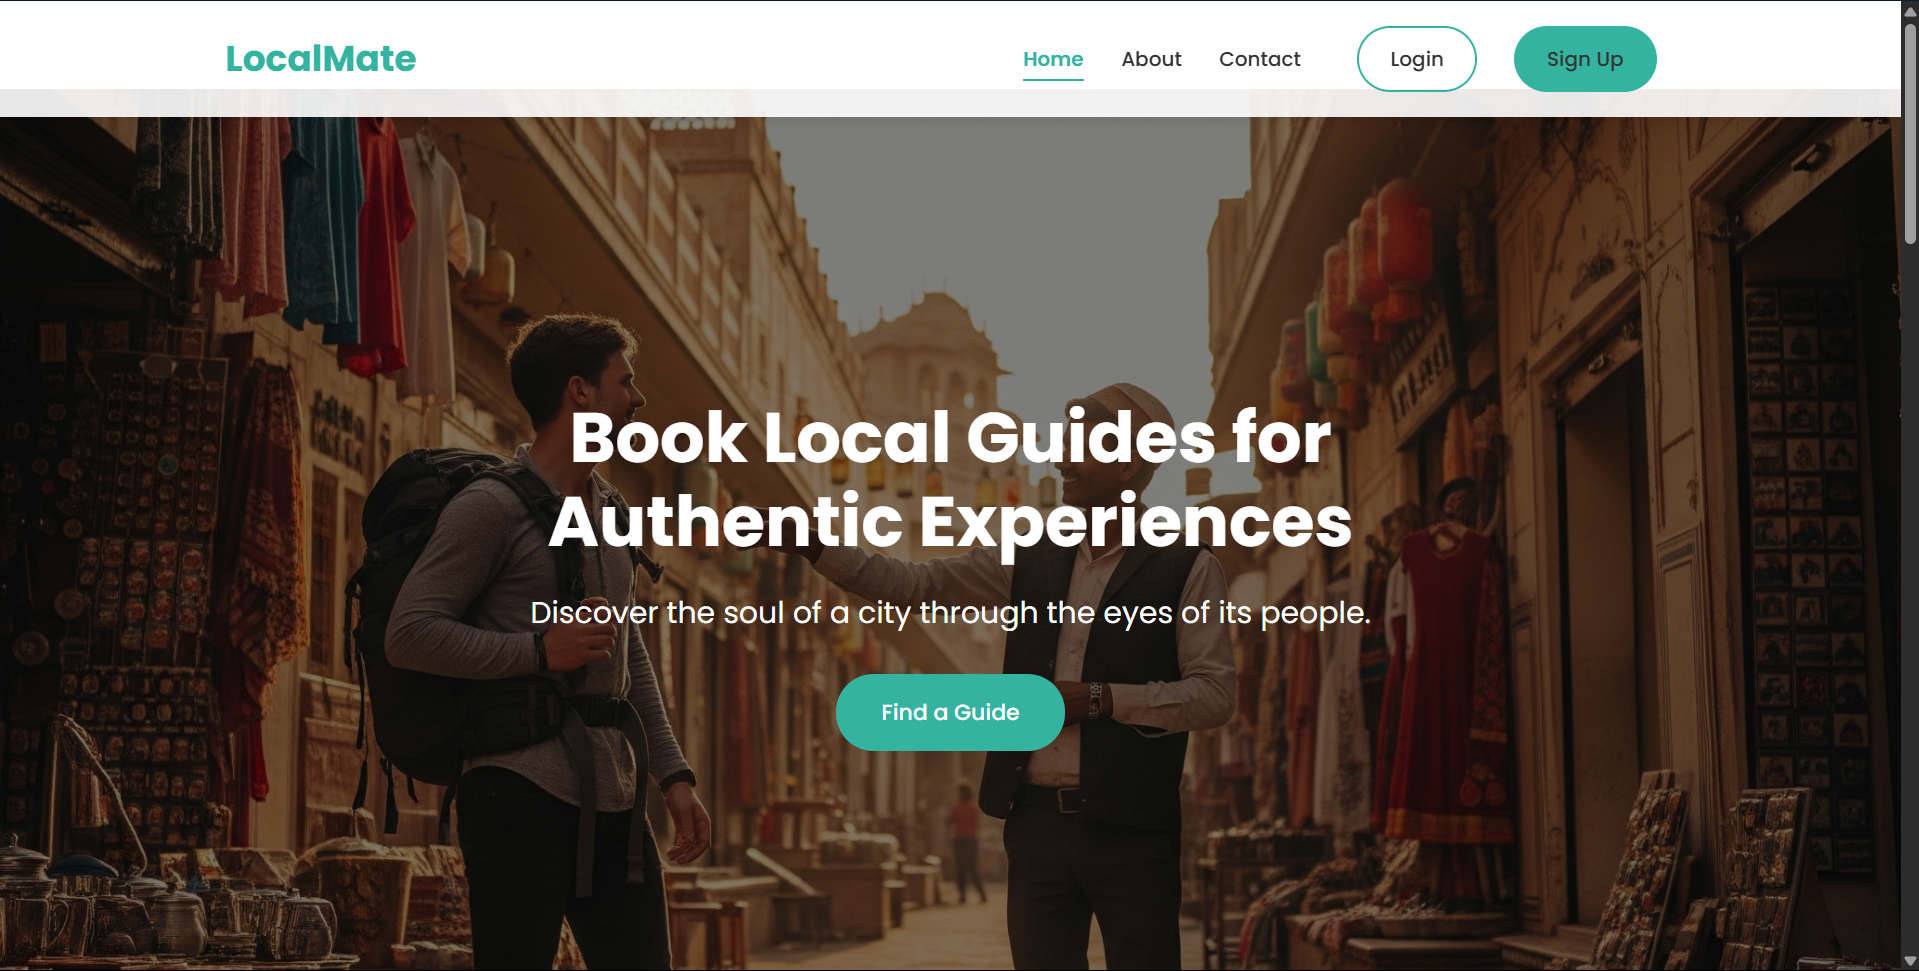 LocalMate
Home About Contact Login Sign Up
Book Local Guides for
Authentic Experiences
Discover the soul of a city through the eyes of its people.
Find a Guide